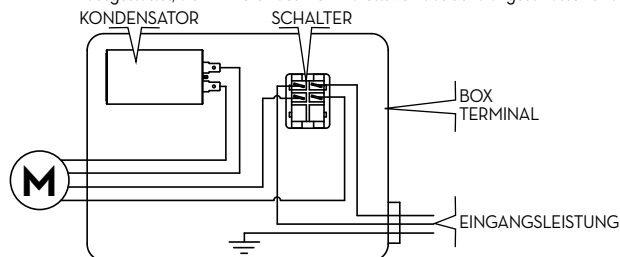 KONDENSATOR
SCHALTER
BOX
TERMINAL
M
EINGANGSLEISTUNG